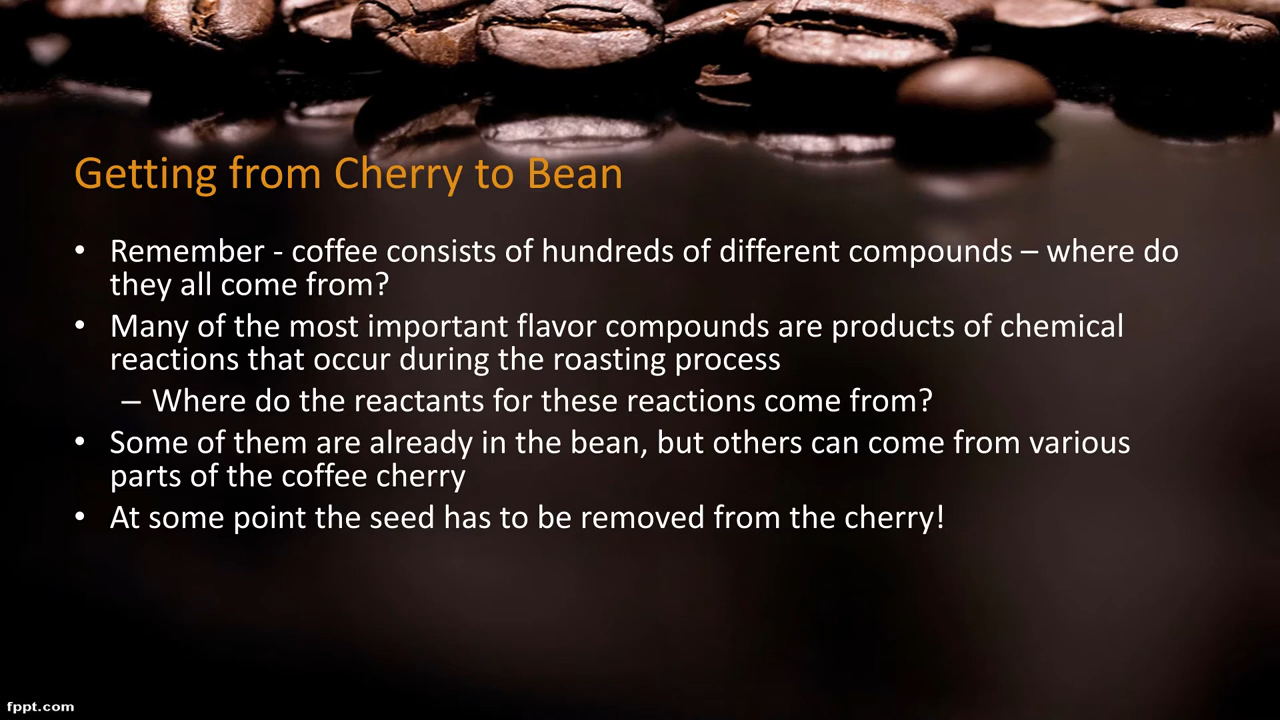 Getting from Cherry to Bean
• Remember - coffee consists of hundreds of different compounds – where do
they all come from?
• Many of the most important flavor compounds are products of chemical
reactions that occur during the roasting process
– Where do the reactants for these reactions come from?
• Some of them are already in the bean, but others can come from various
parts of the coffee cherry
• At some point the seed has to be removed from the cherry!
fppt.com